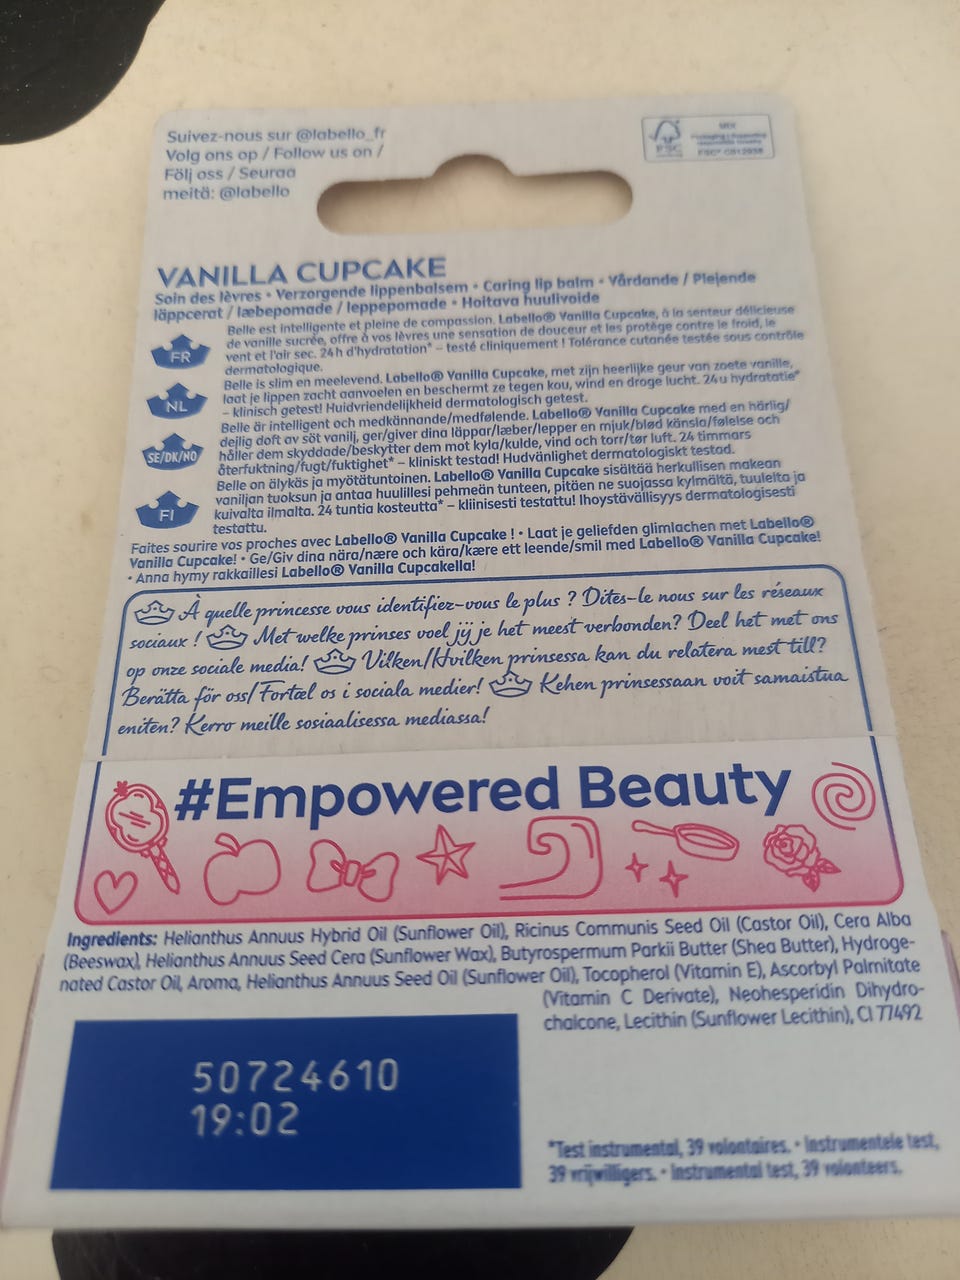 Suivez-nous sur @labello_fr
Volg ons op / Follow us on /
Följ oss / Seuraa
meitä: @labello
MIX
FSC
VANILLA CUPCAKE
Soin des lèvres • Verzorgende lippenbalsem • Caring lip balm • Vårdande / Plejende
läppcerat / læbepomade / leppepomade • Hoitava huulivoide
FR
Belle est intelligente et pleine de compassion. Labello® Vanilla Cupcake, à la senteur délicieuse
de vanille sucrée, offre à vos lèvres une sensation de douceur et les protège contre le froid, le
vent et l'air sec. 24h d'hydratation* – testé cliniquement ! Tolérance cutanée testée sous contrôle
dermatologique.
NL
Belle is slim en meelevend. Labello® Vanilla Cupcake, met zijn heerlijke geur van zoete vanille,
laat je lippen zacht aanvoelen en beschermt ze tegen kou, wind en droge lucht. 24u hydratatie*
– klinisch getest! Huidvriendelijkheid dermatologisch getest.
SE/DK/NO
Belle är intelligent och medkännande/medfølende. Labello® Vanilla Cupcake med en härlig/
dejlig doft av söt vanilj, ger/giver dina läppar/læber/lepper en mjuk/blød känsla/følelse och
håller dem skyddade/beskytter dem mot kyla/kulde, vind och torr/tør luft. 24 timmars
återfuktning/fugt/fuktighet* – kliniskt testad! Hudvänlighet dermatologiskt testad.
FI
Belle on älykäs ja myötätuntoinen. Labello® Vanilla Cupcake sisältää herkullisen makean
vaniljan tuoksun ja antaa huulillesi pehmeän tunteen, pitäen ne suojassa kylmältä, tuulelta ja
kuivalta ilmalta. 24 tuntia kosteutta* – kliinisesti testattu! Ihoystävällisyys dermatologisesti
testattu.
Faites sourire vos proches avec Labello® Vanilla Cupcake ! • Laat je geliefden glimlachen met Labello®
Vanilla Cupcake! • Ge/Giv dina nära/nære och kära/kære ett leende/smil med Labello® Vanilla Cupcake!
• Anna hymy rakkaillesi Labello® Vanilla Cupcakella!
À quelle princesse vous identifiez-vous le plus ? Dites-le nous sur les réseaux
sociaux ! Met welke prinses voel jij je het meest verbonden? Deel het met ons
op onze sociale media! Vilken/Hvilken prinsessa kan du relatera mest till?
Berätta för oss/Fortæl os i sociala medier! Kehen prinsessaan voit samaistua
eniten? Kerro meille sosiaalisessa mediassa!
#Empowered Beauty
Ingredients: Helianthus Annuus Hybrid Oil (Sunflower Oil), Ricinus Communis Seed Oil (Castor Oil), Cera Alba
(Beeswax), Helianthus Annuus Seed Cera (Sunflower Wax), Butyrospermum Parkii Butter (Shea Butter), Hydroge-
nated Castor Oil, Aroma, Helianthus Annuus Seed Oil (Sunflower Oil), Tocopherol (Vitamin E), Ascorbyl Palmitate
(Vitamin C Derivate), Neohesperidin Dihydro-
chalcone, Lecithin (Sunflower Lecithin), CI 77492
50724610
19:02
*Test instrumental, 39 volontaires. • Instrumentele test,
39 vrijwilligers. • Instrumental test, 39 volonteers.